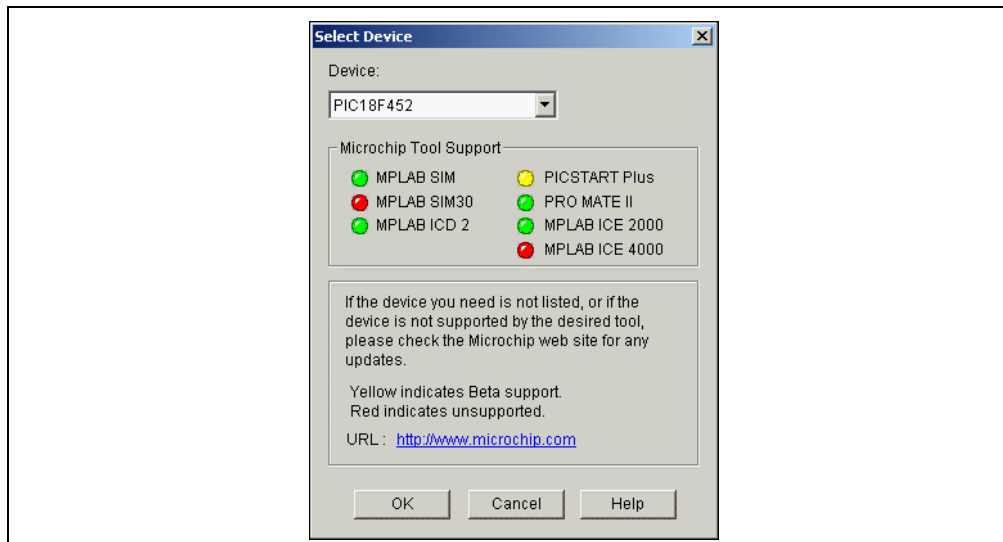 Select Device
Device:
PIC18F452
Microchip Tool Support
MPLAB SIM
MPLAB SIM30
MPLAB ICD 2
PICSTART Plus
PRO MATE II
MPLAB ICE 2000
MPLAB ICE 4000
If the device you need is not listed, or if the
device is not supported by the desired tool,
please check the Microchip web site for any
updates.
Yellow indicates Beta support.
Red indicates unsupported.
URL : http://www.microchip.com
OK
Cancel
Help